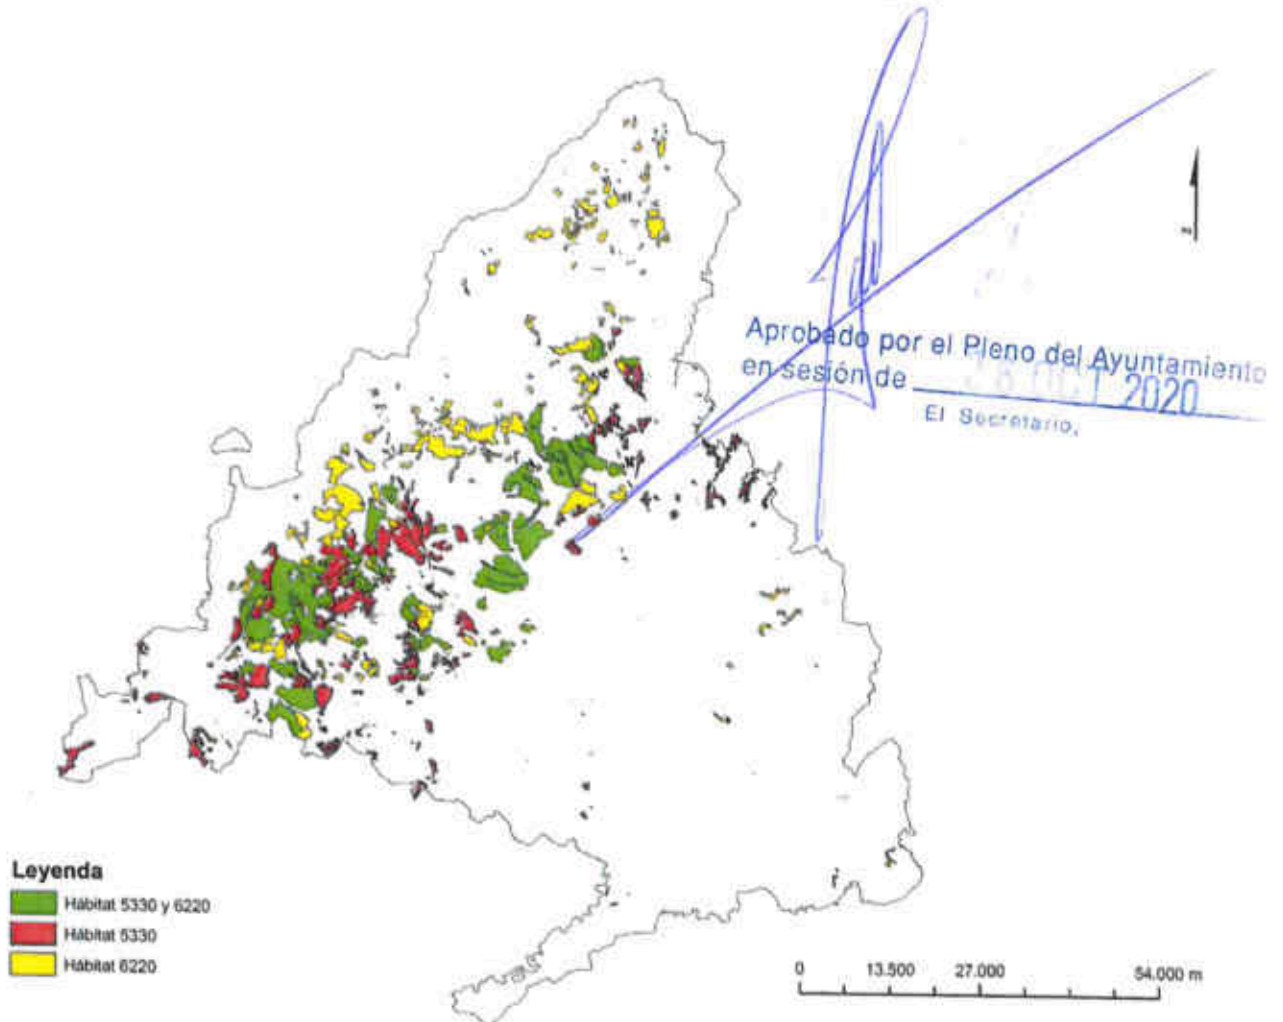 N
Aprobado por el Pleno del Ayuntamiento
en sesión de OCT 2020
El Secretario,
Leyenda
Hábitat 5330 y 6220
Hábitat 5330
Hábitat 6220
0 13.500 27.000 54.000 m